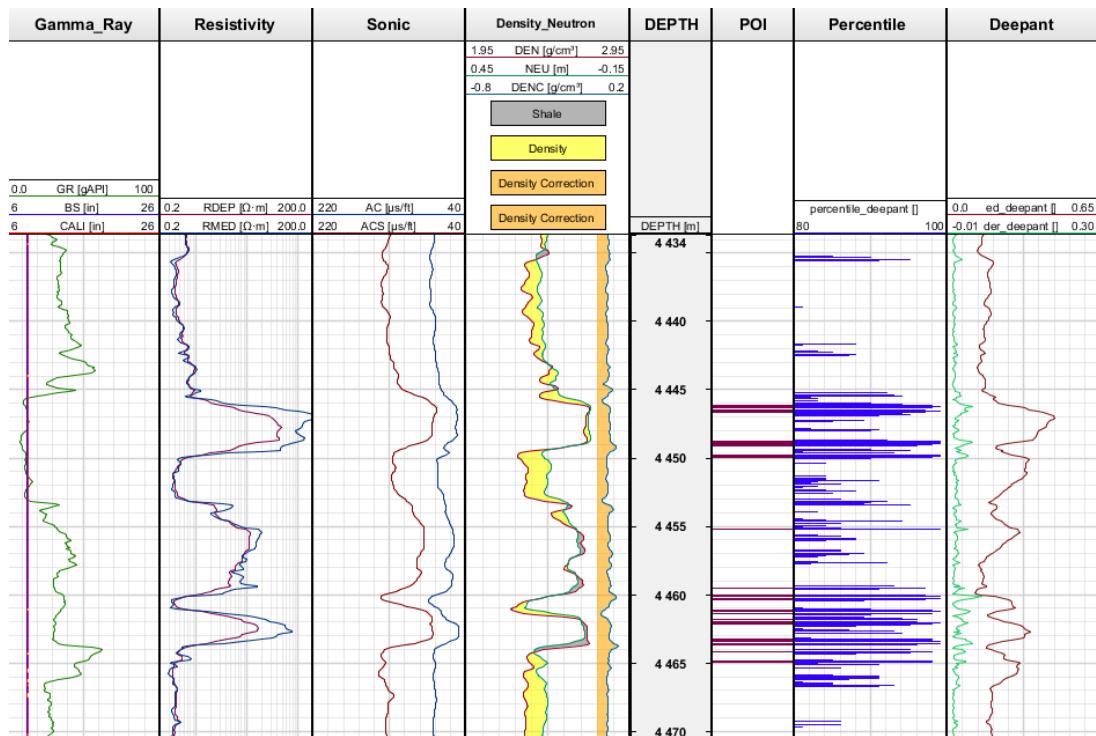 Gamma_Ray Resistivity Sonic Density_Neutron DEPTH POI Percentile Deepant
1.95 DEN [g/cm³] 2.95
0.45 NEU [m] -0.15
-0.8 DENC [g/cm³] 0.2
Shale
Density
Density Correction
Density Correction
0.0 GR [gAPI] 100
6 BS [in] 26 0.2 RDEP [Ω·m] 200.0 220 AC [µs/ft] 40 percentile_deepant [] 0.0 ed_deepant [] 0.65
6 CALI [in] 26 0.2 RMED [Ω·m] 200.0 220 ACS [µs/ft] 40 DEPTH [m] 80 100 -0.01 der_deepant [] 0.30
4 434
4 440
4 445
4 450
4 455
4 460
4 465
4 470